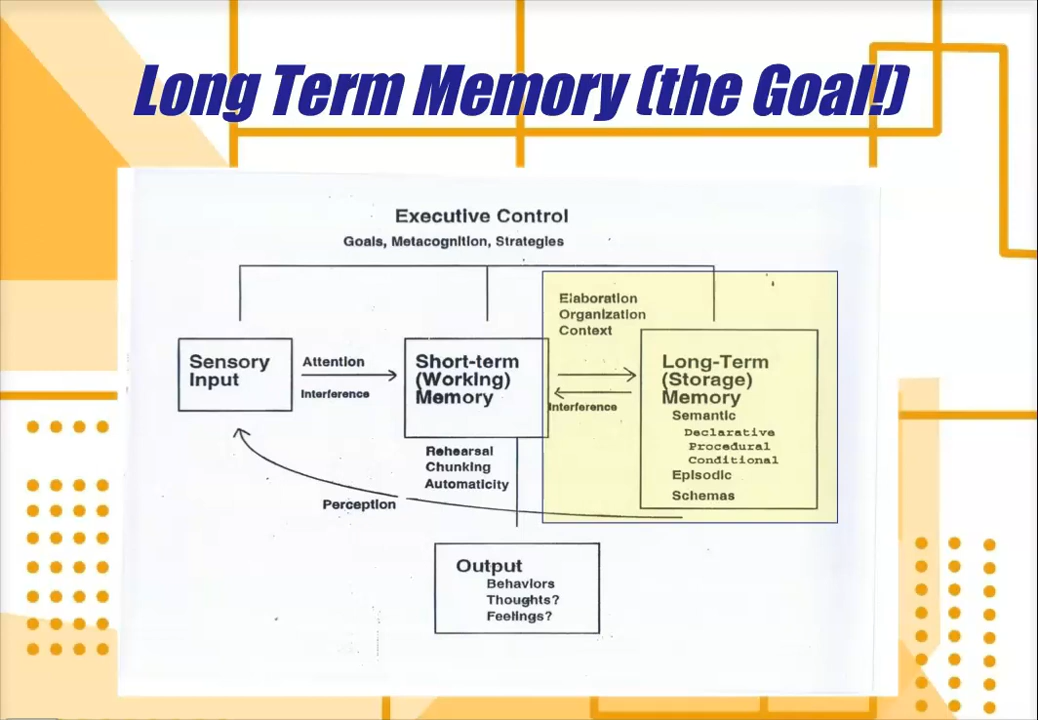 Long Term Memory (the Goal!)
Executive Control
Goals, Metacognition, Strategies
Elaboration
Organization
Context
Sensory
Input
Attention
Interference
Short-term
(Working)
Memory
Interference
Long-Term
(Storage)
Memory
Semantic
Declarative
Procedural
Conditional
Episodic
Schemas
Rehearsal
Chunking
Automaticity
Perception
Output
Behaviors
Thoughts?
Feelings?